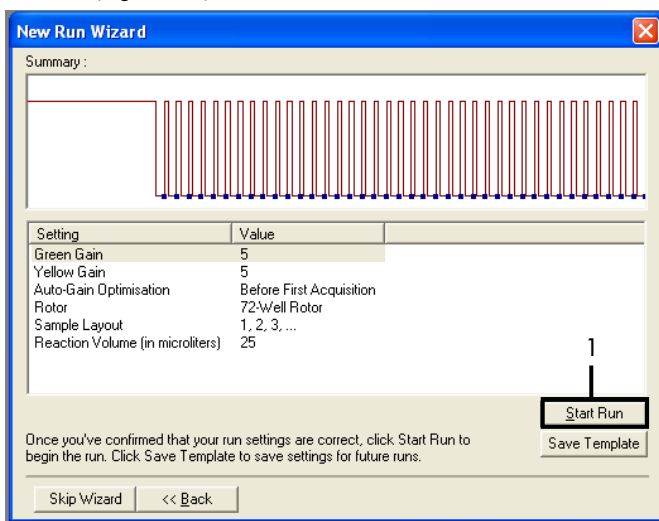 New Run Wizard
Summary :
Setting Value
Green Gain 5
Yellow Gain 5
Auto-Gain Optimisation Before First Acquisition
Rotor 72-Well Rotor
Sample Layout 1, 2, 3, ...
Reaction Volume (in microliters) 25
1
Start Run
Once you've confirmed that your run settings are correct, click Start Run to
begin the run. Click Save Template to save settings for future runs.
Save Template
Skip Wizard << Back